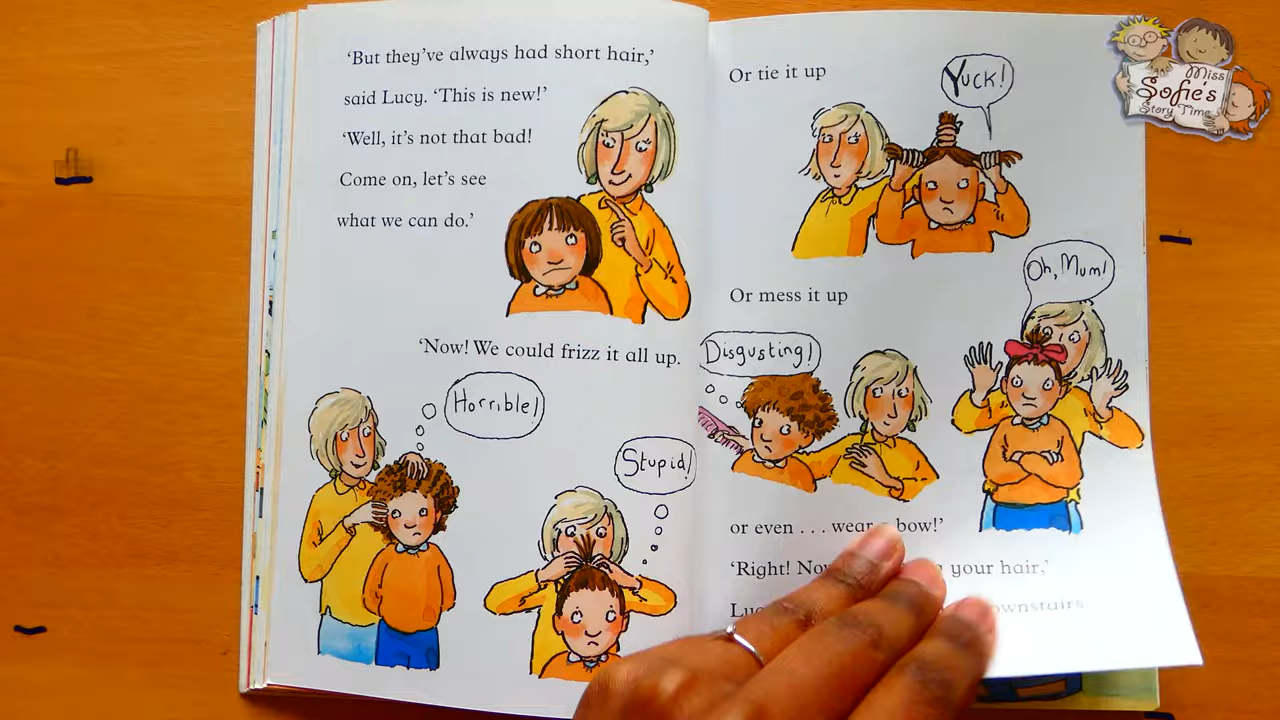 'But they've always had short hair,'
said Lucy. 'This is new!'
'Well, it's not that bad!
Come on, let's see
what we can do.'
'Now! We could frizz it all up.
Horrible!
Stupid!
Or tie it up
Yuck!
Or mess it up
Oh, Mum!
Disgusting!
or even . . . wear a bow!'
'Right! Now your hair,'
ownstairs
Miss
Sofie's
Story Time